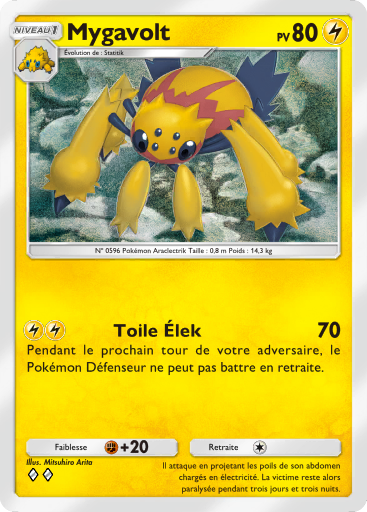 NIVEAU 1
Mygavolt
PV 80
Évolution de : Statitik
N° 0596 Pokémon Araclectrik Taille : 0,8 m Poids : 14,3 kg
Toile Élek 70
Pendant le prochain tour de votre adversaire, le
Pokémon Défenseur ne peut pas battre en retraite.
Faiblesse +20 Retraite
Illus. Mitsuhiro Arita
Il attaque en projetant les poils de son abdomen
chargés en électricité. La victime reste alors
paralysée pendant trois jours et trois nuits.